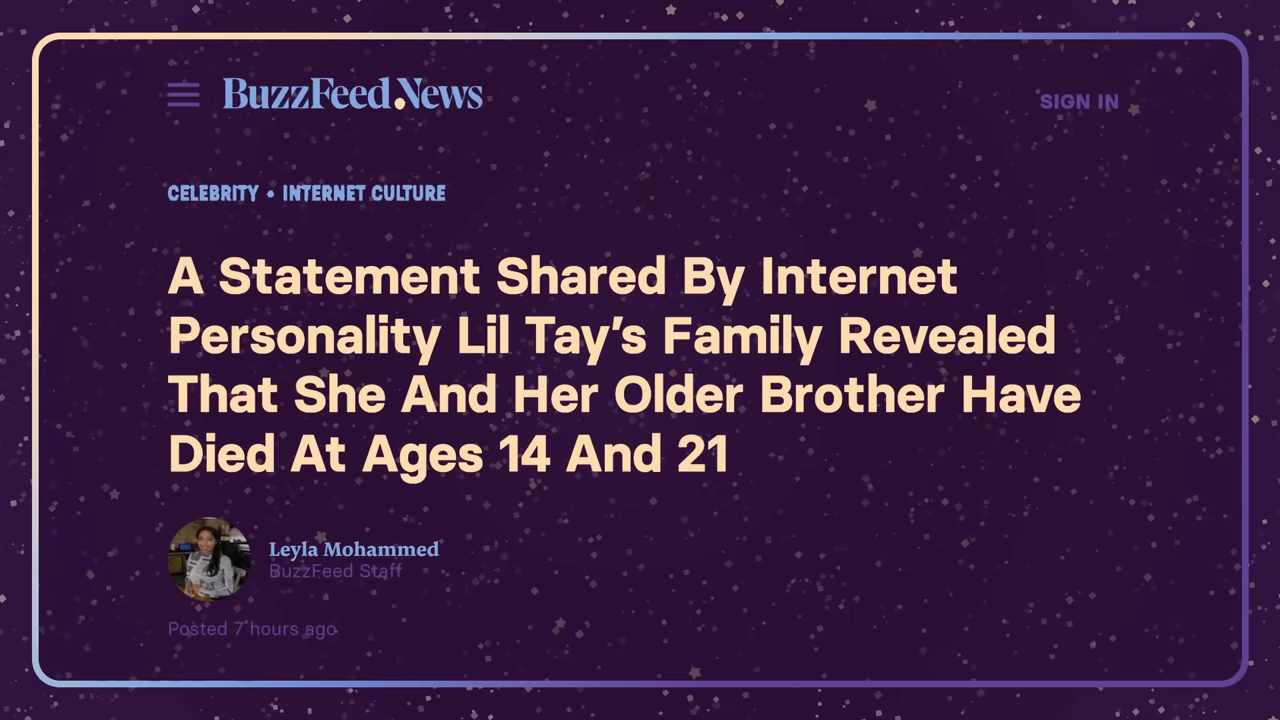 BuzzFeed News
SIGN IN
CELEBRITY • INTERNET CULTURE
A Statement Shared By Internet
Personality Lil Tay’s Family Revealed
That She And Her Older Brother Have
Died At Ages 14 And 21
Leyla Mohammed
BuzzFeed Staff
Posted 7 hours ago